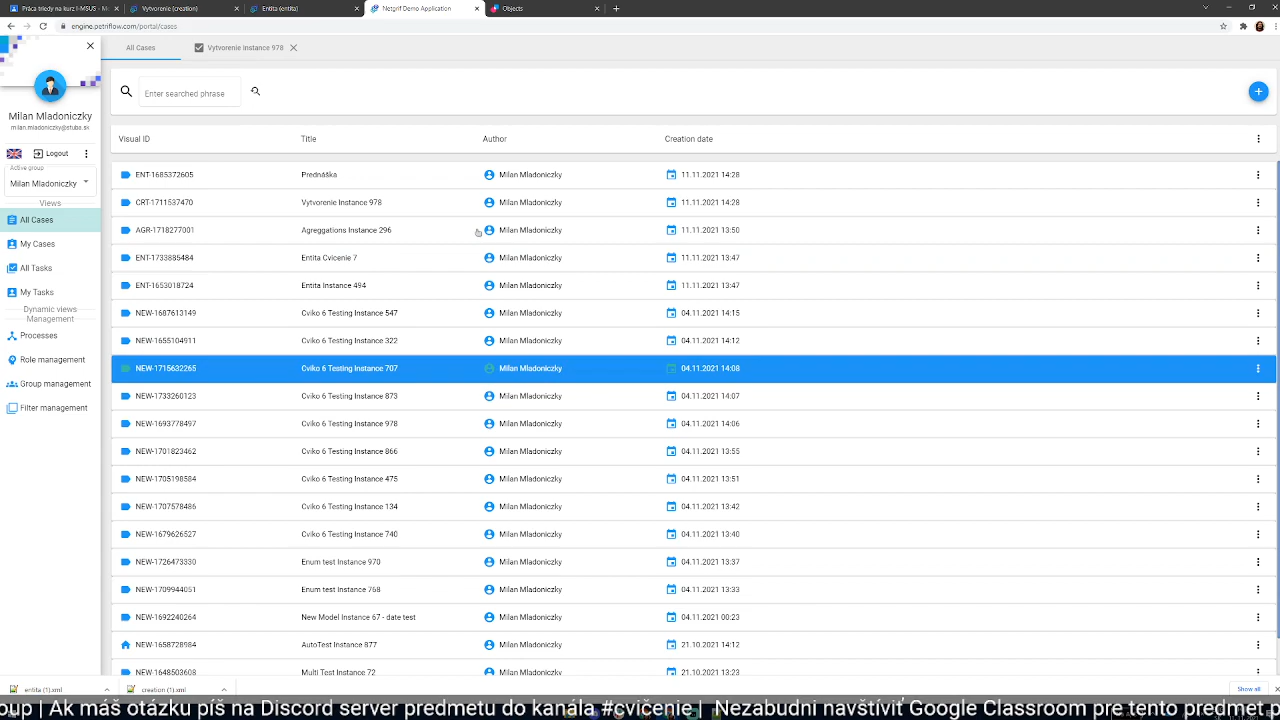 Práca triedy na kurz I-MSUS - M
Vytvorenie (creation)
Entita (entita)
Netgrif Demo Application
Objects
engine.petriflow.com/portal/cases
All Cases
Vytvorenie Instance 978
Enter searched phrase
Milan Mladoniczky
milan.mladoniczky@stuba.sk
Logout
Active group
Milan Mladoniczky
Views
All Cases
My Cases
All Tasks
My Tasks
Dynamic views
Management
Processes
Role management
Group management
Filter management
Visual ID Title Author Creation date
ENT-1685372605 Prednáška Milan Mladoniczky 11.11.2021 14:28
CRT-1711537470 Vytvorenie Instance 978 Milan Mladoniczky 11.11.2021 14:28
AGR-1718277001 Agreggations Instance 296 Milan Mladoniczky 11.11.2021 13:50
ENT-1733885484 Entita Cvicenie 7 Milan Mladoniczky 11.11.2021 13:47
ENT-1653018724 Entita Instance 494 Milan Mladoniczky 11.11.2021 13:47
NEW-1687613149 Cviko 6 Testing Instance 547 Milan Mladoniczky 04.11.2021 14:15
NEW-1655104911 Cviko 6 Testing Instance 322 Milan Mladoniczky 04.11.2021 14:12
NEW-1715632265 Cviko 6 Testing Instance 707 Milan Mladoniczky 04.11.2021 14:08
NEW-1733260123 Cviko 6 Testing Instance 873 Milan Mladoniczky 04.11.2021 14:07
NEW-1693778497 Cviko 6 Testing Instance 978 Milan Mladoniczky 04.11.2021 14:06
NEW-1701823462 Cviko 6 Testing Instance 866 Milan Mladoniczky 04.11.2021 13:55
NEW-1705198584 Cviko 6 Testing Instance 475 Milan Mladoniczky 04.11.2021 13:51
NEW-1707578486 Cviko 6 Testing Instance 134 Milan Mladoniczky 04.11.2021 13:42
NEW-1679626527 Cviko 6 Testing Instance 740 Milan Mladoniczky 04.11.2021 13:40
NEW-1726473330 Enum test Instance 970 Milan Mladoniczky 04.11.2021 13:37
NEW-1709944051 Enum test Instance 768 Milan Mladoniczky 04.11.2021 13:33
NEW-1692240264 New Model Instance 67 - date test Milan Mladoniczky 04.11.2021 00:23
NEW-1658728984 AutoTest Instance 877 Milan Mladoniczky 21.10.2021 14:12
NEW-1648503608 Multi Test Instance 72 Milan Mladoniczky 21.10.2021 13:23
entita (1).xml
creation (1).xml
Show all
oup | Ak máš otázku píš na Discord server predmetu do kanála #cvičenie | Nezabudni navštíviť Google Classroom pre tento predmet p